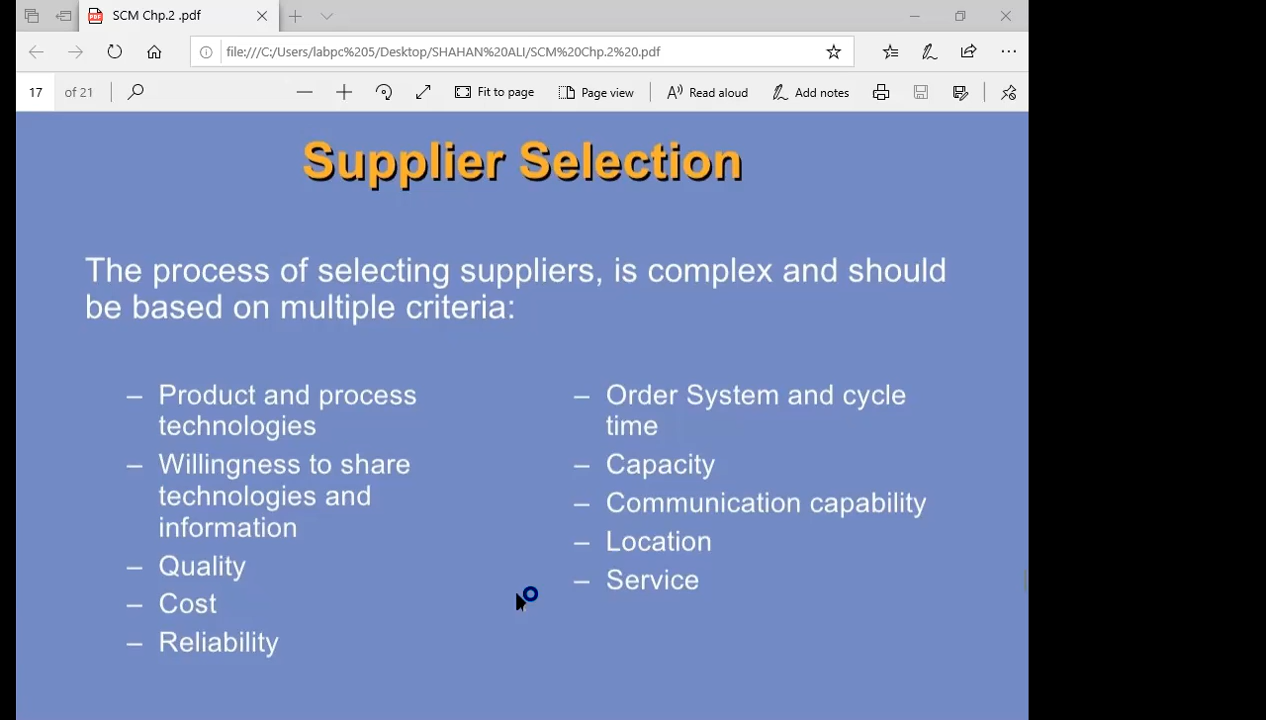 SCM Chp.2 .pdf
file:///C:/Users/labpc%205/Desktop/SHAHAN%20ALI/SCM%20Chp.2%20.pdf
17 of 21
Fit to page
Page view
Read aloud
Add notes
Supplier Selection
The process of selecting suppliers, is complex and should
be based on multiple criteria:
– Product and process
technologies
– Willingness to share
technologies and
information
– Quality
– Cost
– Reliability
– Order System and cycle
time
– Capacity
– Communication capability
– Location
– Service